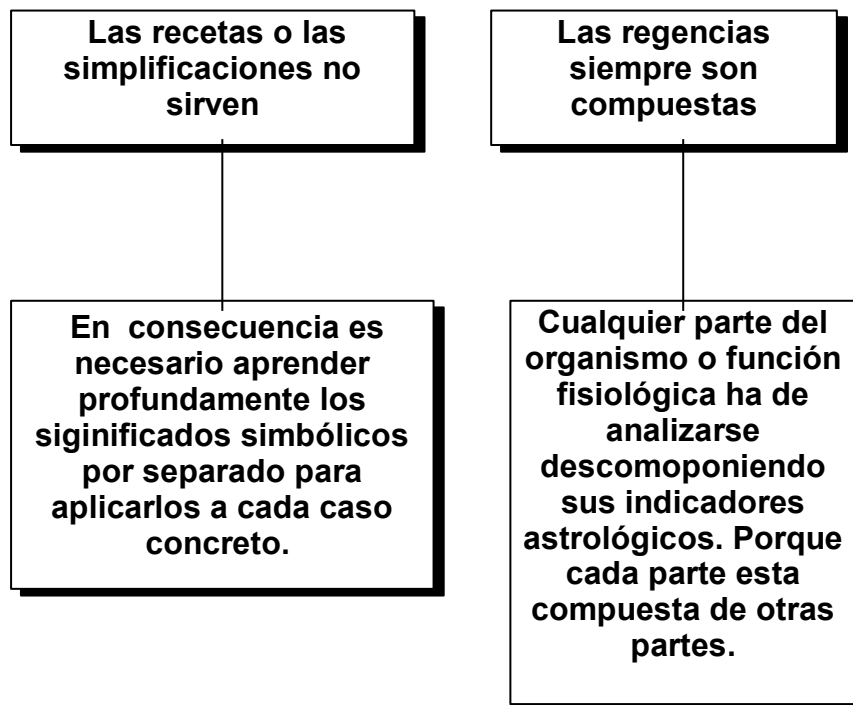 Las recetas o las
simplificaciones no
sirven
Las regencias
siempre son
compuestas
En consecuencia es
necesario aprender
profundamente los
siginificados simbólicos
por separado para
aplicarlos a cada caso
concreto.
Cualquier parte del
organismo o función
fisiológica ha de
analizarse
descomoponiendo
sus indicadores
astrológicos. Porque
cada parte esta
compuesta de otras
partes.